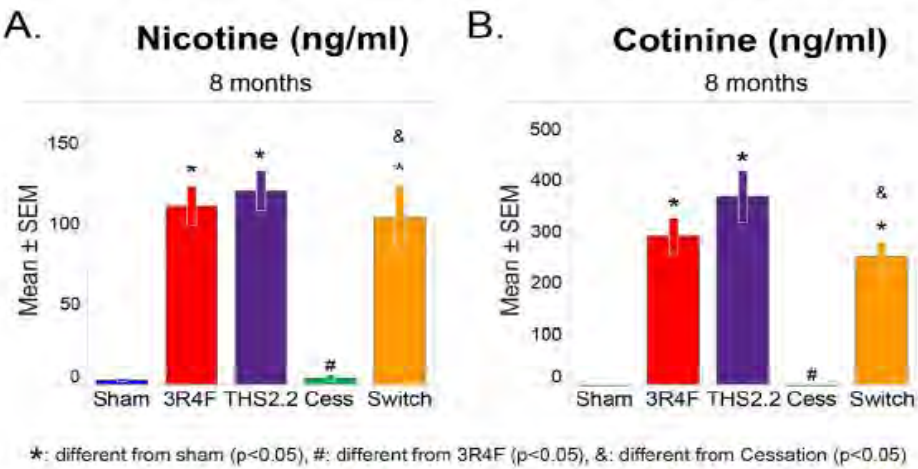 A. Nicotine (ng/ml)
8 months
Mean ± SEM
150
100
50
0
*
*
#
&
*
Sham 3R4F THS2.2 Cess Switch
B. Cotinine (ng/ml)
8 months
Mean ± SEM
500
400
300
200
100
0
*
*
#
&
*
Sham 3R4F THS2.2 Cess Switch
*: different from sham (p<0.05), #: different from 3R4F (p<0.05), &: different from Cessation (p<0.05)